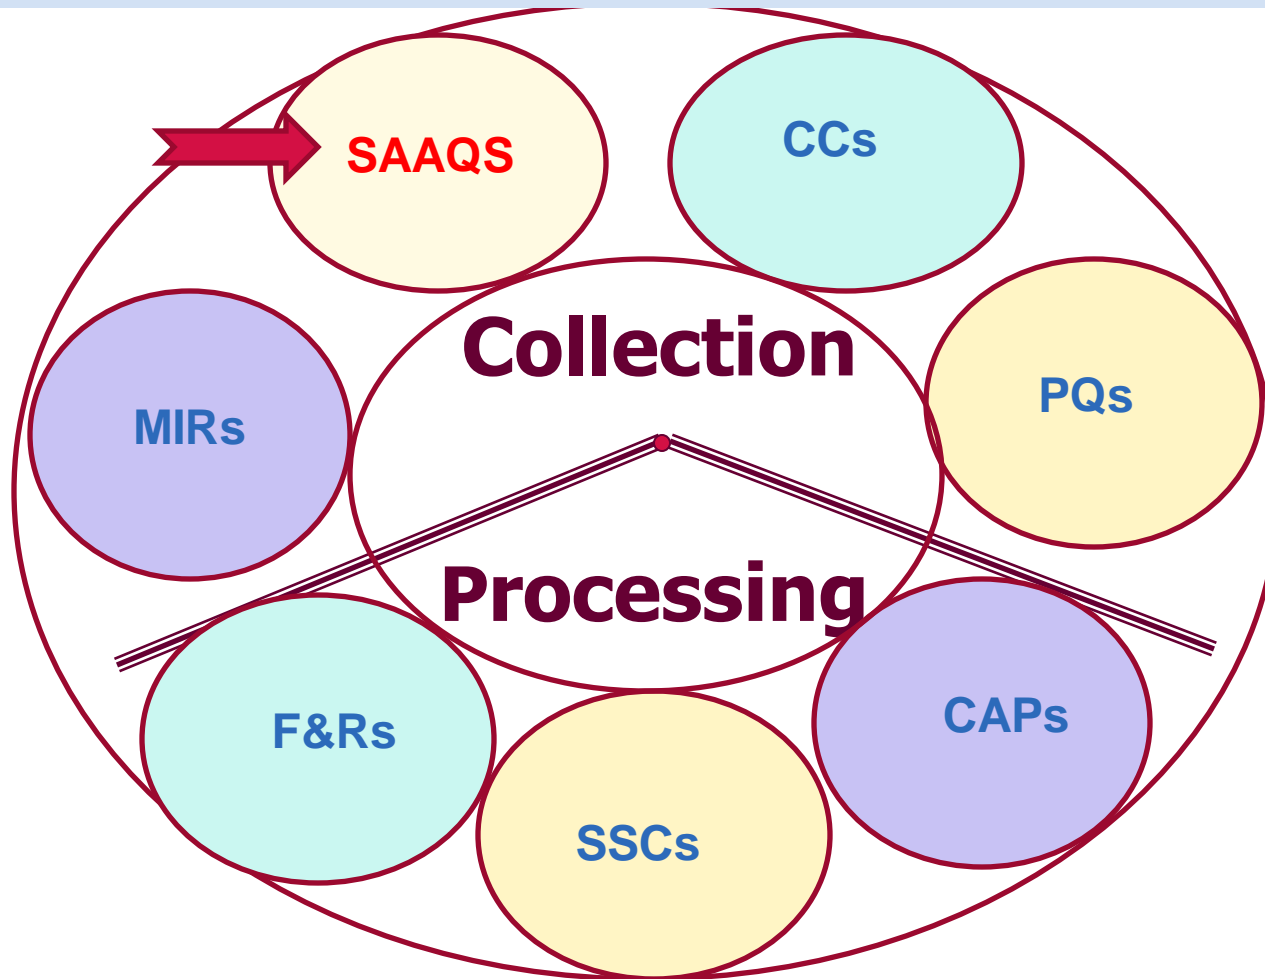 SAAQS
CCs
Collection
PQs
MIRs
Processing
F&Rs
CAPs
SSCs